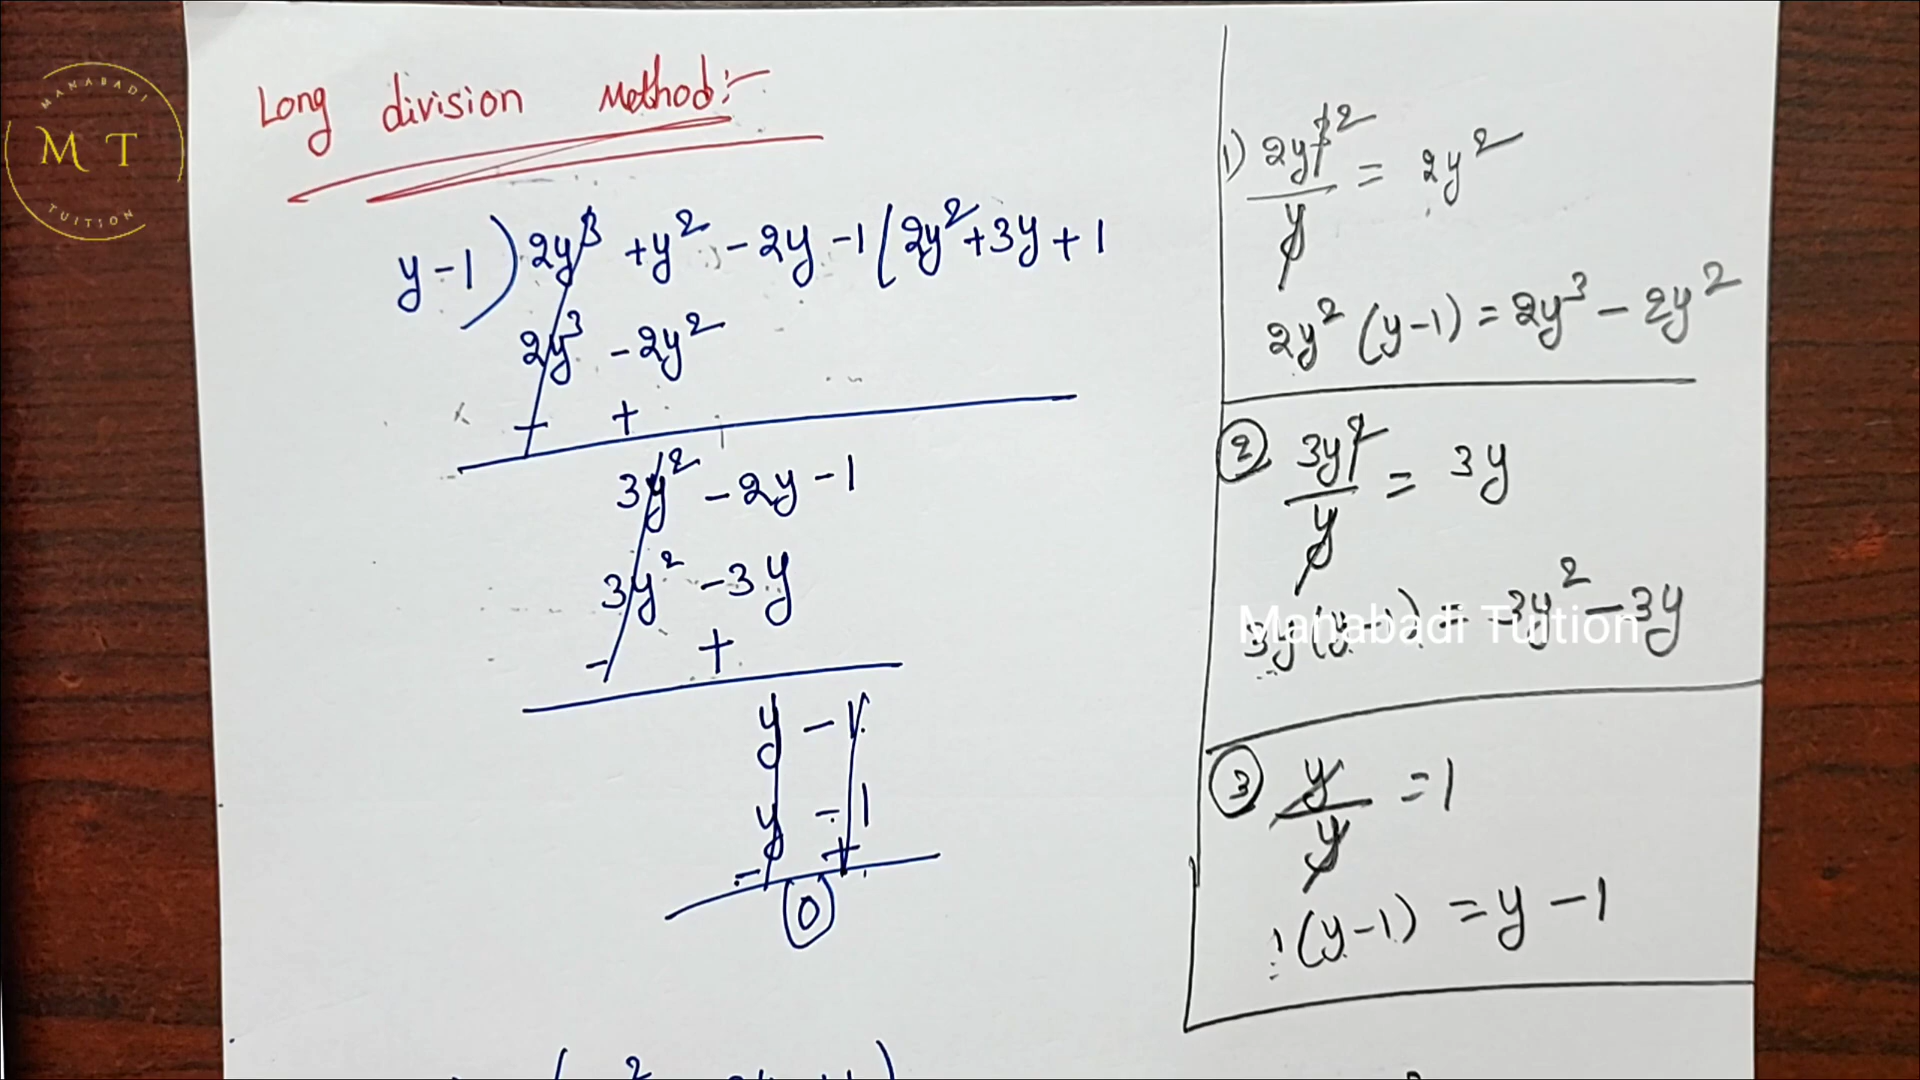 MANABADI
M T
TUITION
Long division Method:-
y-1)2y³ +y² -2y -1(2y²+3y+1
2y³ -2y²
- +
3y² -2y -1
3y² -3y
- +
y -1
y -1
- +
0
1) 2y³/y = 2y²
2y² (y-1) = 2y³ - 2y²
② 3y²/y = 3y
3y(y-1) = 3y² - 3y
Manabadi Tuition
③ y/y = 1
1(y-1) = y -1